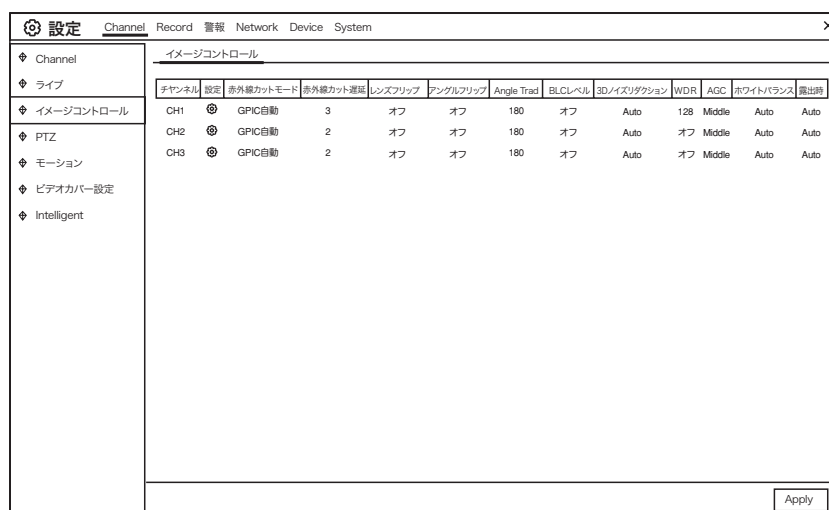 設定 Channel Record 警報 Network Device System ×
Channel
ライブ
イメージコントロール
PTZ
モーション
ビデオカバー設定
Intelligent
イメージコントロール
チャンネル 設定 赤外線カットモード 赤外線カット遅延 レンズフリップ アングルフリップ Angle Trad BLCレベル 3Dノイズリダクション WDR AGC ホワイトバランス 露出時
CH1 GPIC自動 3 オフ オフ 180 オフ Auto 128 Middle Auto Auto
CH2 GPIC自動 2 オフ オフ 180 オフ Auto オフ Middle Auto Auto
CH3 GPIC自動 2 オフ オフ 180 オフ Auto オフ Middle Auto Auto
Apply